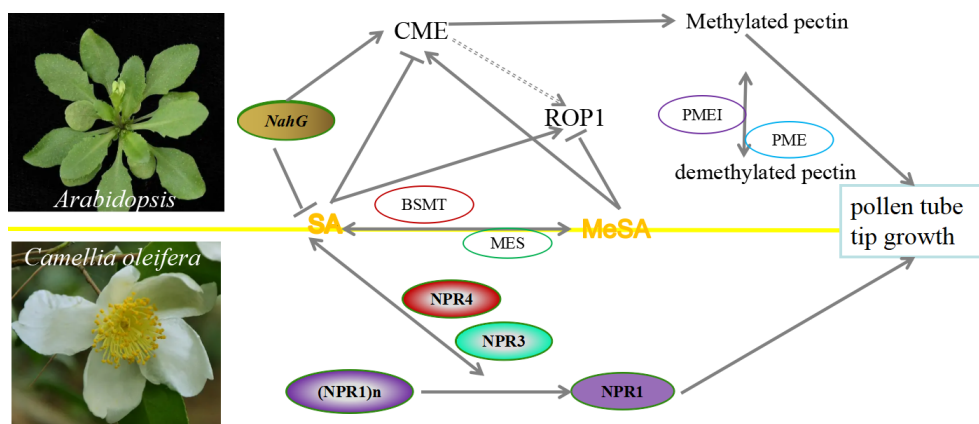 CME
Methylated pectin
NahG
ROP1
PMEI
PME
demethylated pectin
Arabidopsis
SA
BSMT
MES
MeSA
pollen tube
tip growth
Camellia oleifera
NPR4
NPR3
(NPR1)n
NPR1